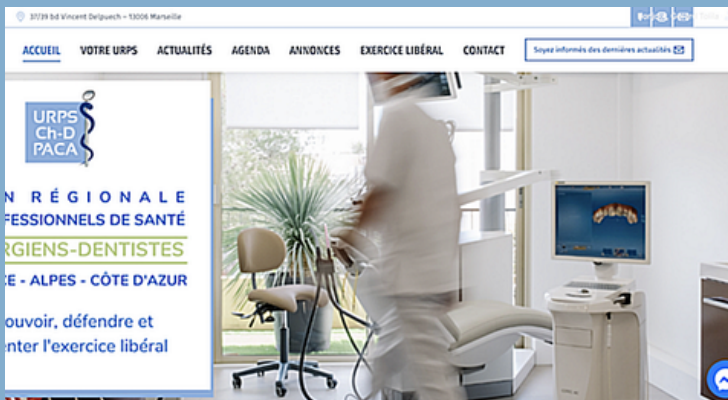 37/39 bd Vincent Delpuech – 13006 Marseille
ACCUEIL VOTRE URPS ACTUALITÉS AGENDA ANNONCES EXERCICE LIBÉRAL CONTACT Soyez informés des dernières actualités
URPS
Ch-D
PACA
N RÉGIONALE
FESSIONNELS DE SANTÉ
RGIENS-DENTISTES
CE - ALPES - CÔTE D'AZUR
ouvoir, défendre et
enter l'exercice libéral